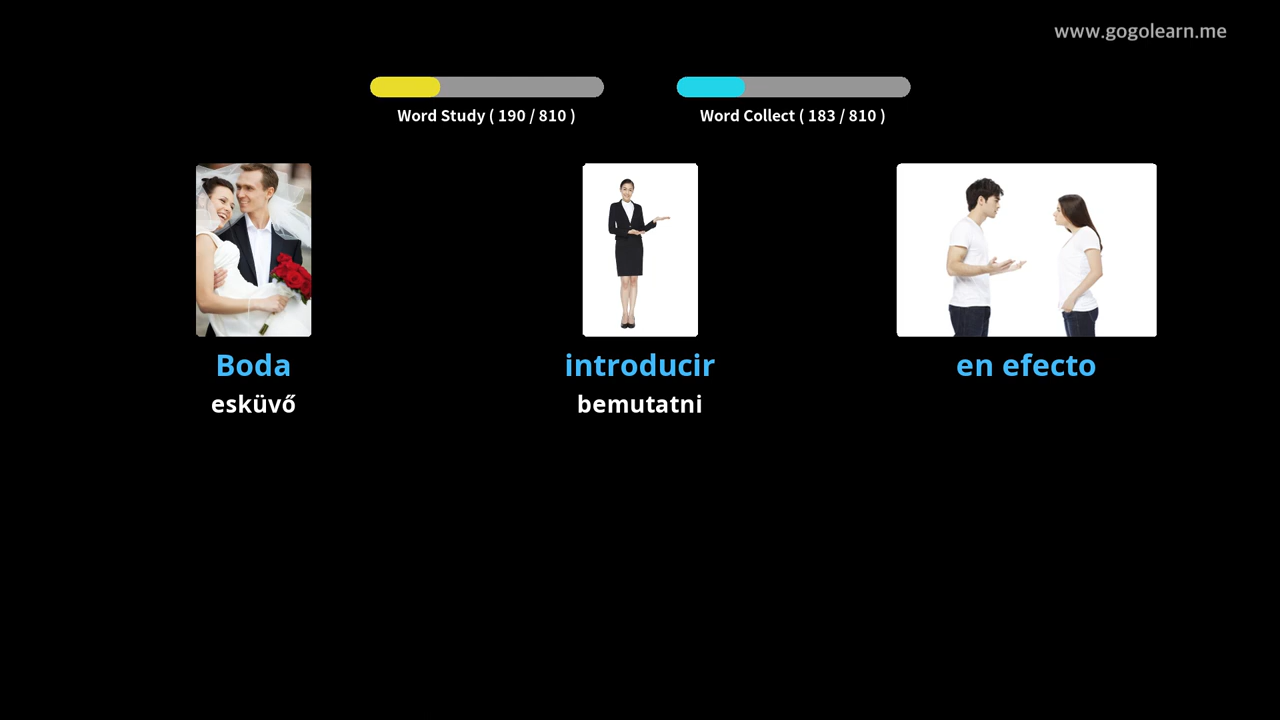 www.gogolearn.me
Word Study ( 190 / 810 )
Word Collect ( 183 / 810 )
Boda
introducir
en efecto
esküvő
bemutatni